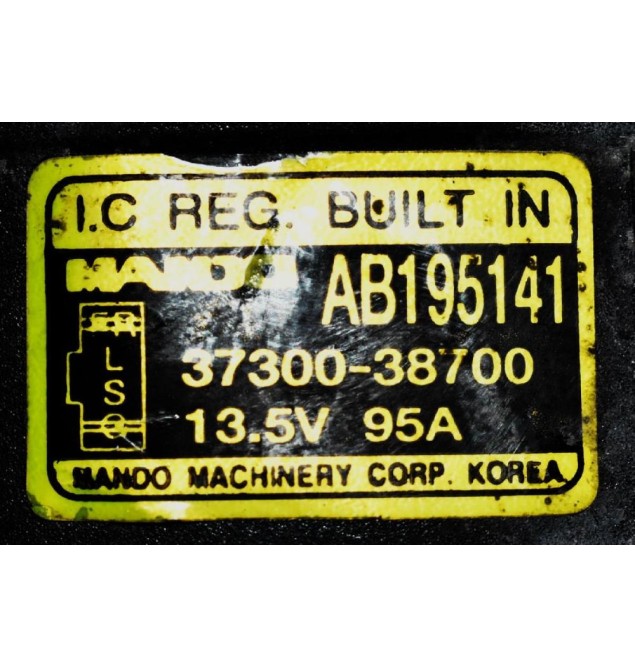 I.C REG. BUILT IN
MANDO AB195141
37300-38700
L
S
13.5V 95A
MANDO MACHINERY CORP. KOREA